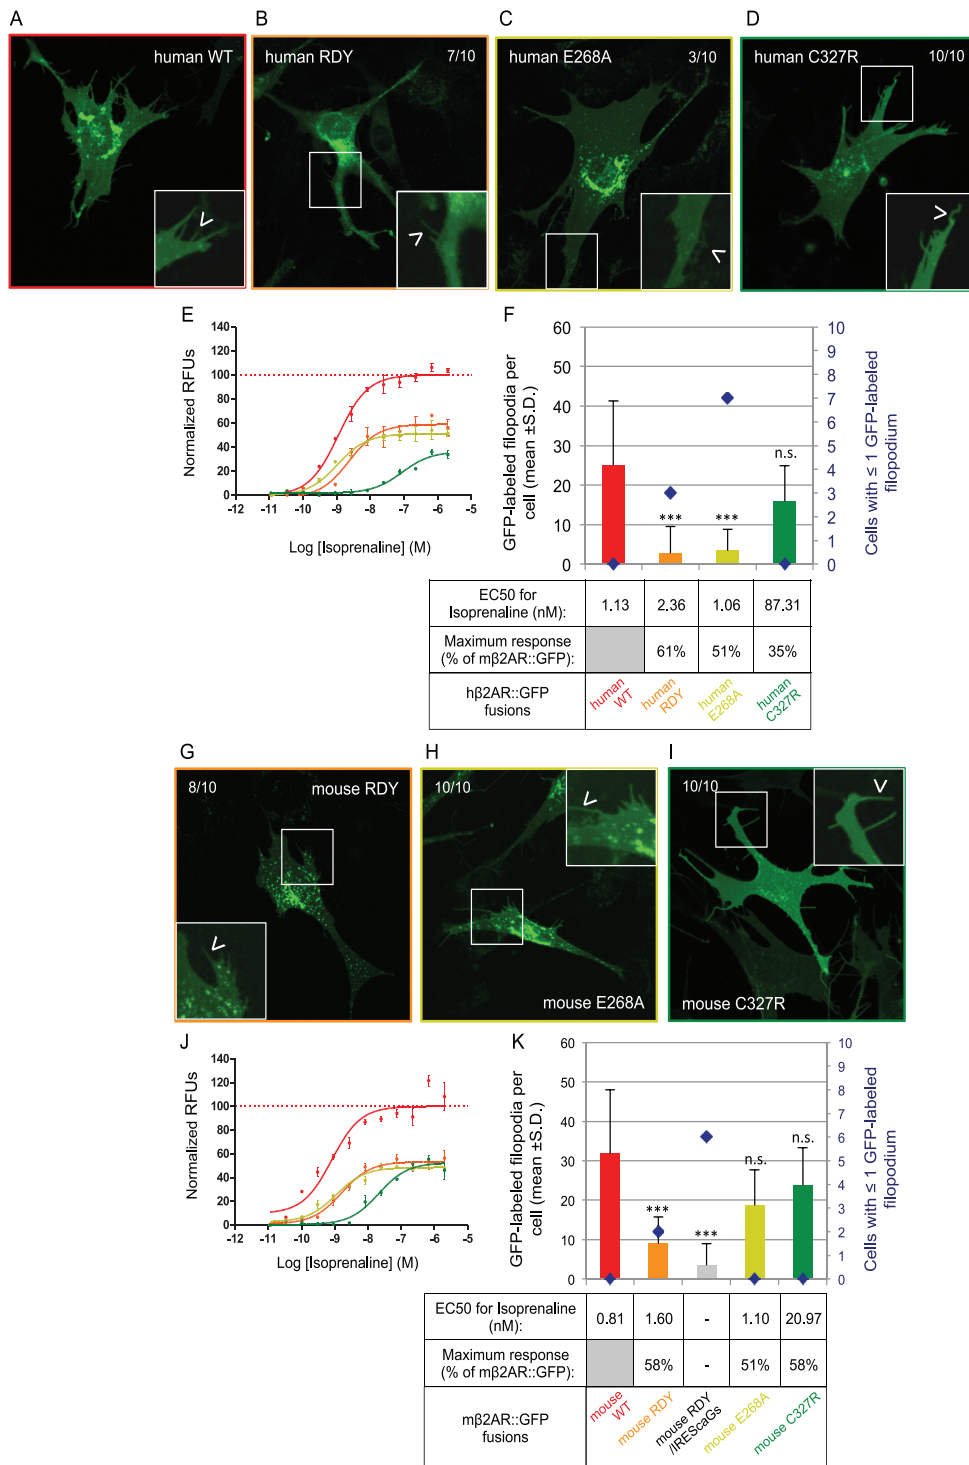 A
B
C
D
human WT
human RDY
7/10
human E268A
3/10
human C327R
10/10
>
>
>
>
E
Normalized RFUs
140
120
100
80
60
40
20
0
-12 -11 -10 -9 -8 -7 -6 -5
Log [Isoprenaline] (M)
F
GFP-labeled filopodia per
cell (mean ±S.D.)
60
50
40
30
20
10
0
*** *** n.s.
10
9
8
7
6
5
4
3
2
1
0
Cells with ≤ 1 GFP-labeled
filopodium
EC50 for
Isoprenaline (nM):
1.13 2.36 1.06 87.31
Maximum response
(% of mβ2AR::GFP):
61% 51% 35%
hβ2AR::GFP
fusions
human
WT
human
RDY
human
E268A
human
C327R
G
H
I
8/10
mouse RDY
>
10/10
mouse E268A
>
10/10
mouse C327R
>
J
Normalized RFUs
140
120
100
80
60
40
20
0
-12 -11 -10 -9 -8 -7 -6 -5
Log [Isoprenaline] (M)
K
GFP-labeled filopodia per
cell (mean ±S.D.)
60
50
40
30
20
10
0
*** *** n.s. n.s.
10
9
8
7
6
5
4
3
2
1
0
Cells with ≤ 1 GFP-labeled
filopodium
EC50 for Isoprenaline
(nM):
0.81 1.60 - 1.10 20.97
Maximum response
(% of mβ2AR::GFP):
58% - 51% 58%
mβ2AR::GFP
fusions
mouse
WT
mouse RDY
mouse RDY
/IREScaGs
mouse E268A
mouse C327R